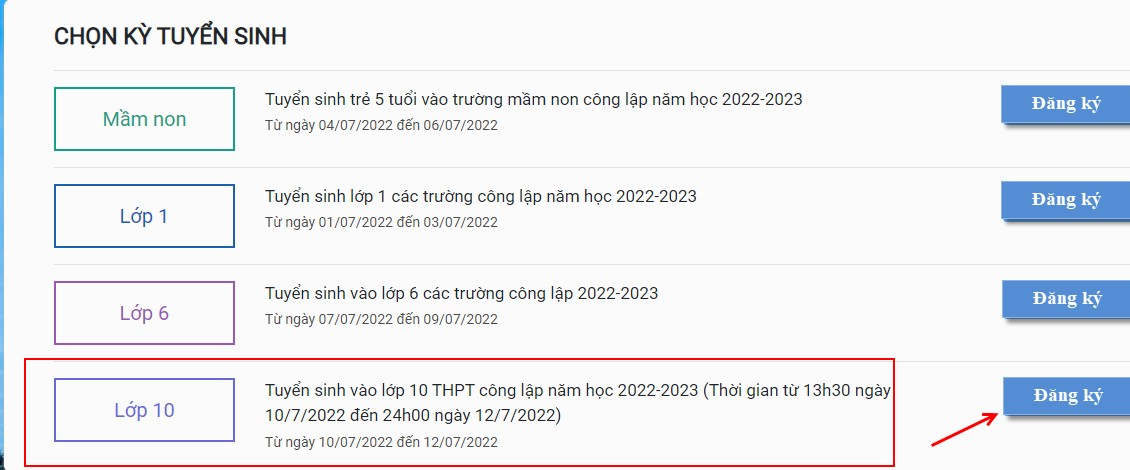 CHỌN KỲ TUYỂN SINH
Mầm non
Tuyển sinh trẻ 5 tuổi vào trường mầm non công lập năm học 2022-2023
Từ ngày 04/07/2022 đến 06/07/2022
Đăng ký
Lớp 1
Tuyển sinh lớp 1 các trường công lập năm học 2022-2023
Từ ngày 01/07/2022 đến 03/07/2022
Đăng ký
Lớp 6
Tuyển sinh vào lớp 6 các trường công lập 2022-2023
Từ ngày 07/07/2022 đến 09/07/2022
Đăng ký
Lớp 10
Tuyển sinh vào lớp 10 THPT công lập năm học 2022-2023 (Thời gian từ 13h30 ngày
10/7/2022 đến 24h00 ngày 12/7/2022)
Từ ngày 10/07/2022 đến 12/07/2022
Đăng ký